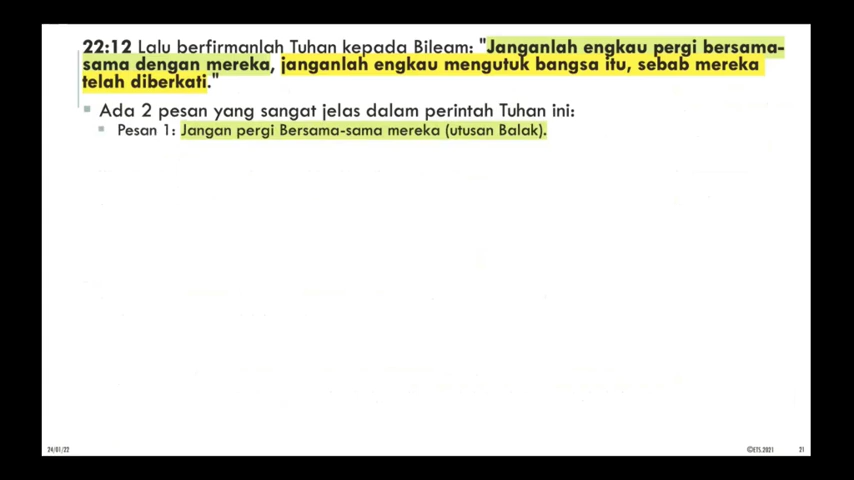 22:12 Lalu berfirmanlah Tuhan kepada Bileam: "Janganlah engkau pergi bersama-
sama dengan mereka, janganlah engkau mengutuk bangsa itu, sebab mereka
telah diberkati."
Ada 2 pesan yang sangat jelas dalam perintah Tuhan ini:
Pesan 1: Jangan pergi Bersama-sama mereka (utusan Balak).
24/01/22 ©ETS.2021 21